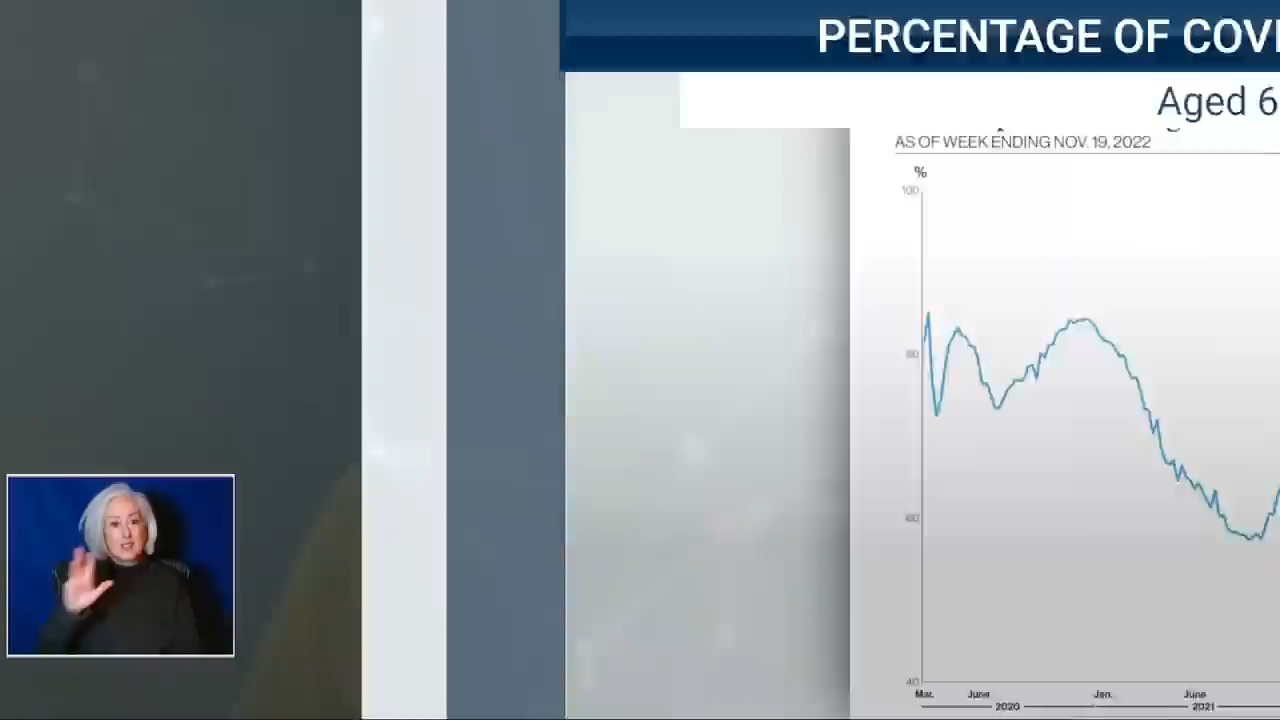 PERCENTAGE OF COVI
Aged 6
AS OF WEEK ENDING NOV. 19, 2022
%
100
80
60
40
Mar. June Jan. June
2020 2021